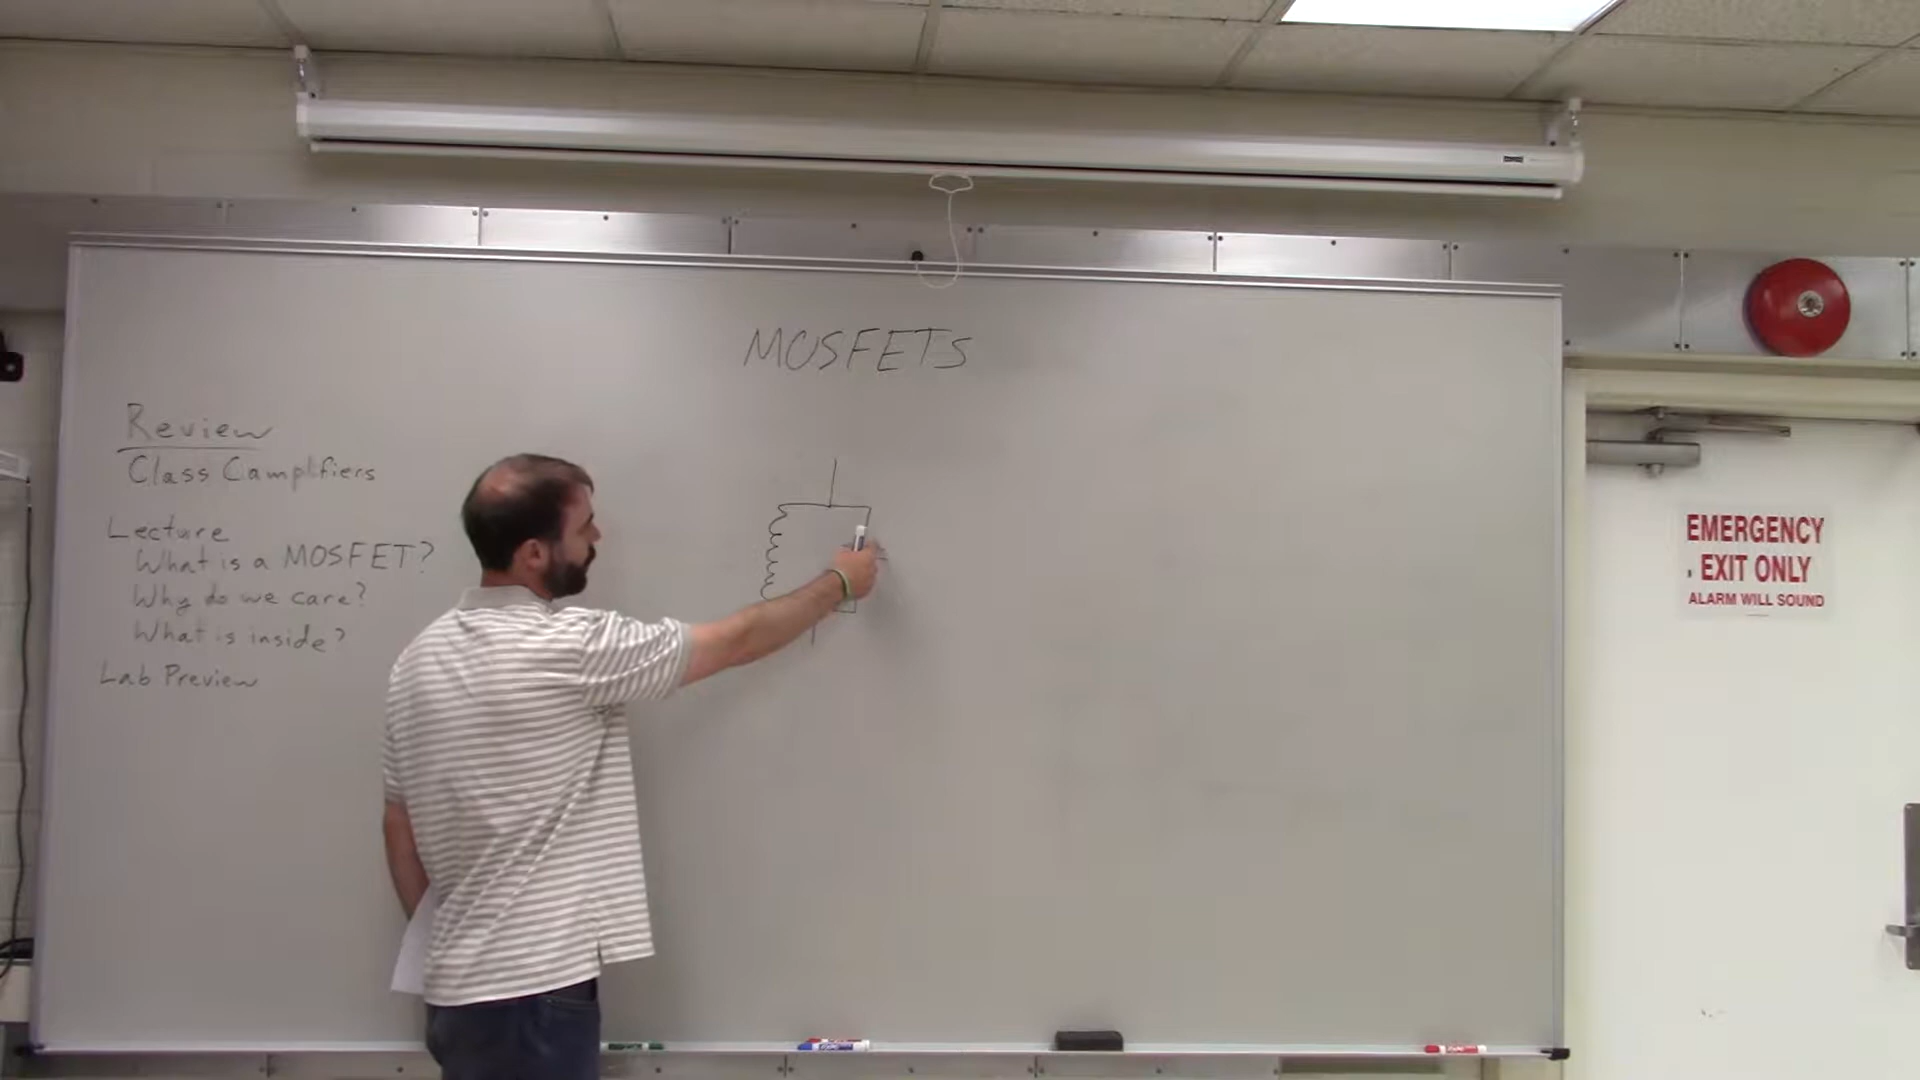 MOSFETs
Review
Class C amplifiers
Lecture
What is a MOSFET?
Why do we care?
What is inside?
Lab Preview
EMERGENCY
EXIT ONLY
ALARM WILL SOUND